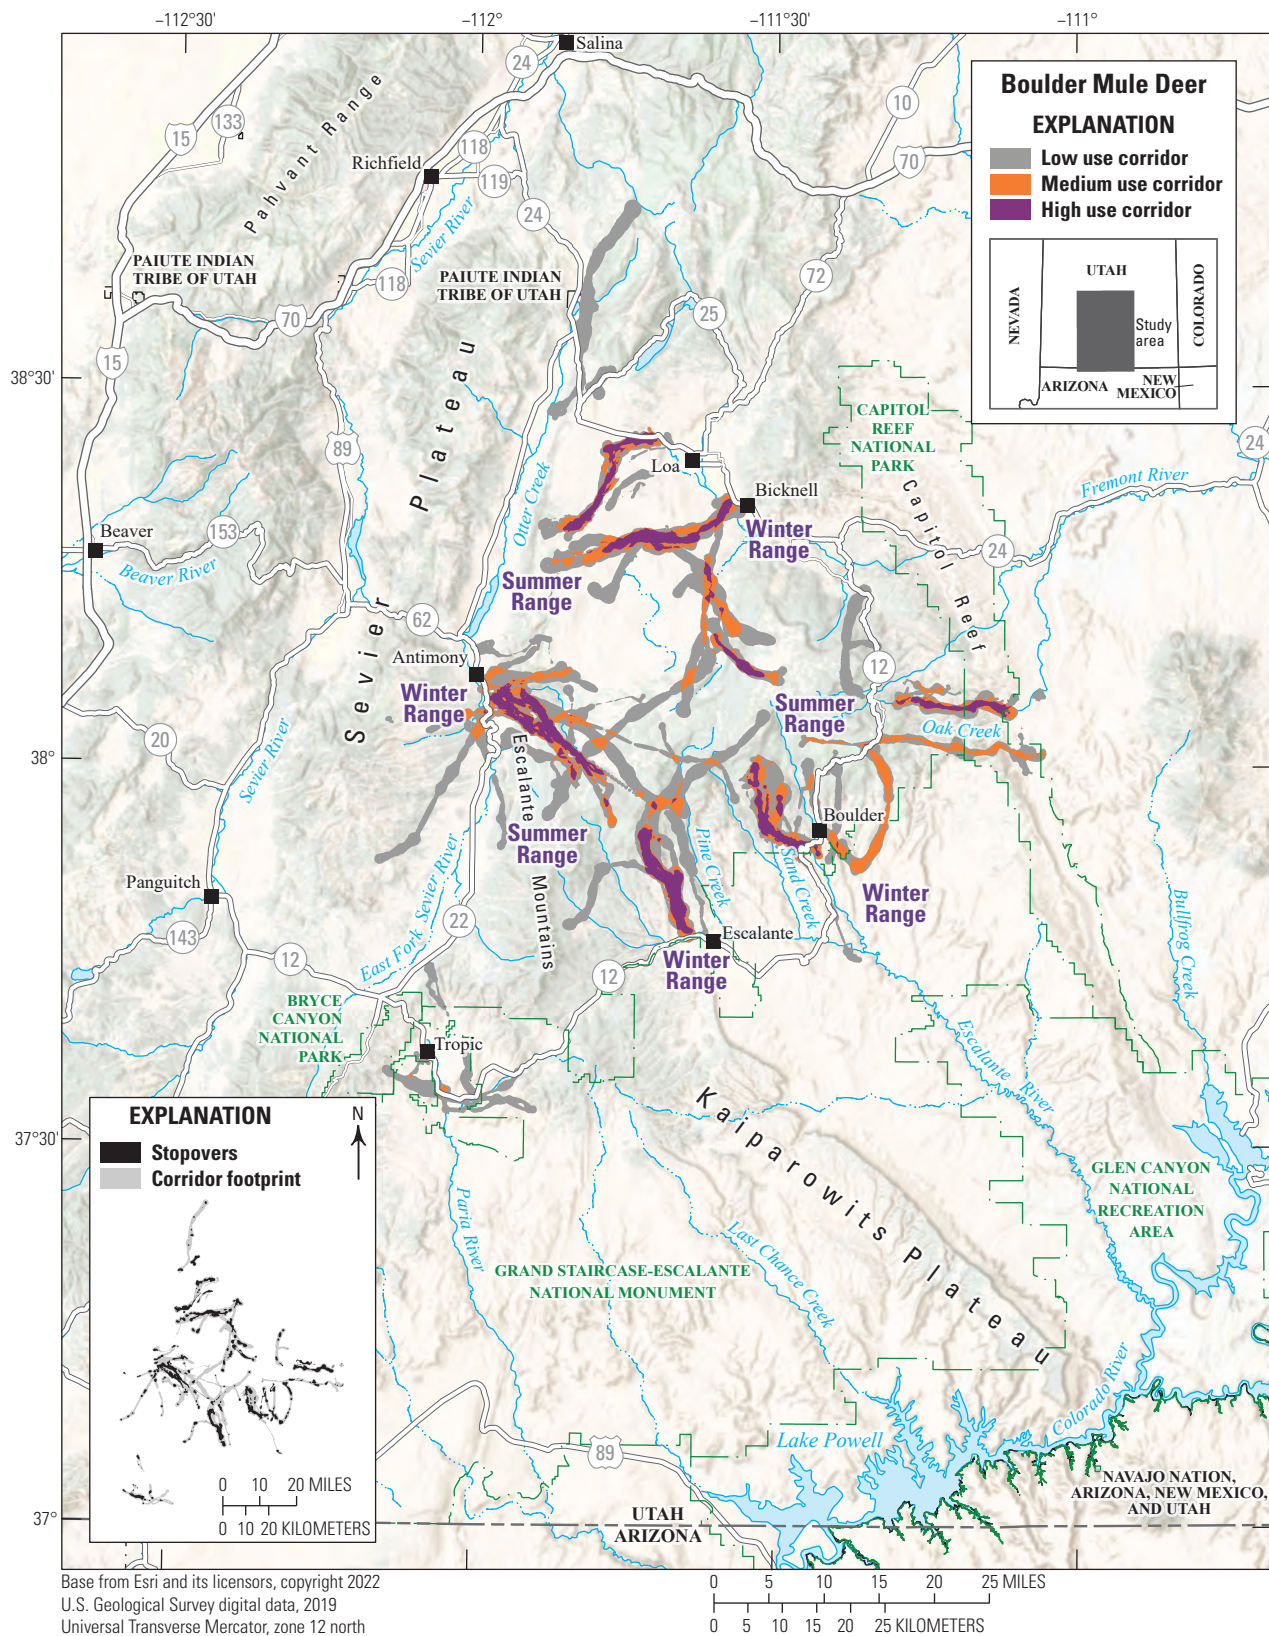 −112°30'
−112°
−111°30'
−111°
Salina
24
10
15
133
Pahvant Range
118
Richfield
119
70
24
Sevier River
PAIUTE INDIAN
TRIBE OF UTAH
PAIUTE INDIAN
TRIBE OF UTAH
118
72
70
25
15
Boulder Mule Deer
EXPLANATION
Low use corridor
Medium use corridor
High use corridor
UTAH
NEVADA
COLORADO
Study
area
ARIZONA
NEW
MEXICO
38°30'
CAPITOL
REEF
NATIONAL
PARK
Capitol Reef
24
89
Sevier Plateau
Loa
Fremont River
Otter Creek
Bicknell
Beaver
153
Winter
Range
24
Beaver River
Summer
Range
62
Antimony
12
Winter
Range
Summer
Range
Oak Creek
20
38°
Sevier River
Escalante Mountains
Summer
Range
Boulder
Pine Creek
Sand Creek
Panguitch
Winter
Range
Bullfrog Creek
East Fork Sevier River
22
143
Escalante
12
Winter
Range
12
BRYCE
CANYON
NATIONAL
PARK
Tropic
Escalante River
Kaiparowits Plateau
37°30'
EXPLANATION
N
Stopovers
Corridor footprint
0 10 20 MILES
0 10 20 KILOMETERS
GLEN CANYON
NATIONAL
RECREATION
AREA
Paria River
Last Chance Creek
GRAND STAIRCASE-ESCALANTE
NATIONAL MONUMENT
Colorado River
Lake Powell
89
NAVAJO NATION,
ARIZONA, NEW MEXICO,
AND UTAH
37°
UTAH
ARIZONA
Base from Esri and its licensors, copyright 2022
U.S. Geological Survey digital data, 2019
Universal Transverse Mercator, zone 12 north
0 5 10 15 20 25 MILES
0 5 10 15 20 25 KILOMETERS